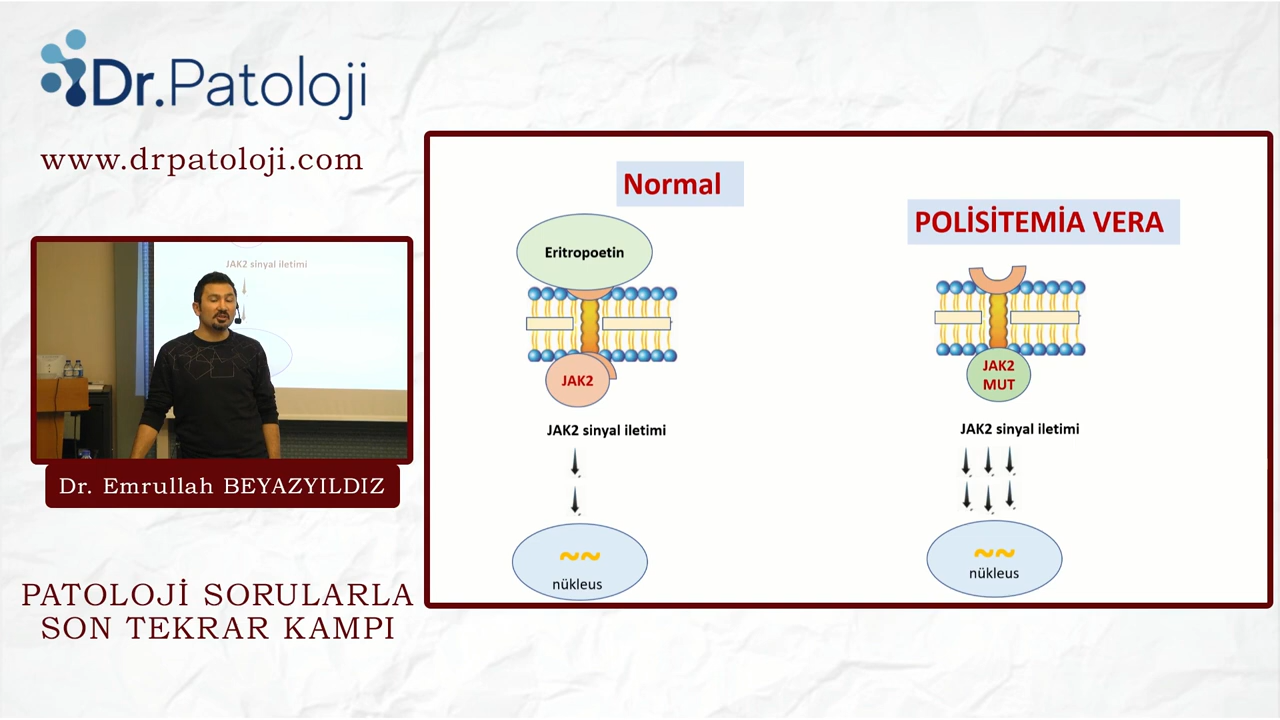 Dr.Patoloji
www.drpatoloji.com
JAK2 sinyal iletimi
Dr. Emrullah BEYAZYILDIZ
PATOLOJİ SORULARLA
SON TEKRAR KAMPI
Normal
Eritropoetin
JAK2
JAK2 sinyal iletimi
~~
nükleus
POLİSİTEMİA VERA
JAK2
MUT
JAK2 sinyal iletimi
~~
nükleus